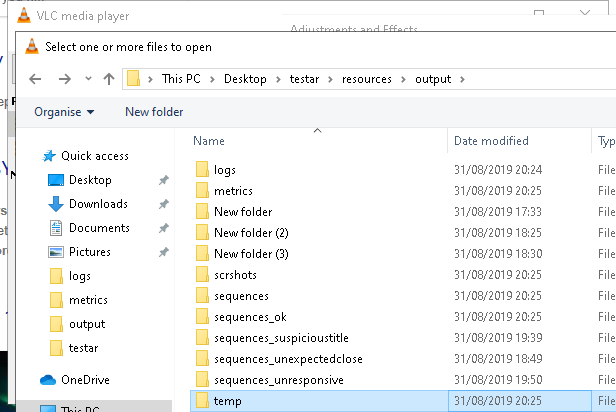 VLC media player
Adjustments and Effects
Select one or more files to open
This PC > Desktop > testar > resources > output >
Organise New folder
Name Date modified Typ
Quick access
Desktop
Downloads
Documents
Pictures
logs
metrics
output
testar
OneDrive
This PC
logs 31/08/2019 20:24 File
metrics 31/08/2019 20:25 File
New folder 31/08/2019 17:33 File
New folder (2) 31/08/2019 18:25 File
New folder (3) 31/08/2019 18:30 File
scrshots 31/08/2019 20:25 File
sequences 31/08/2019 20:25 File
sequences_ok 31/08/2019 20:25 File
sequences_suspicioustitle 31/08/2019 19:39 File
sequences_unexpectedclose 31/08/2019 18:49 File
sequences_unresponsive 31/08/2019 19:50 File
temp 31/08/2019 20:25 File